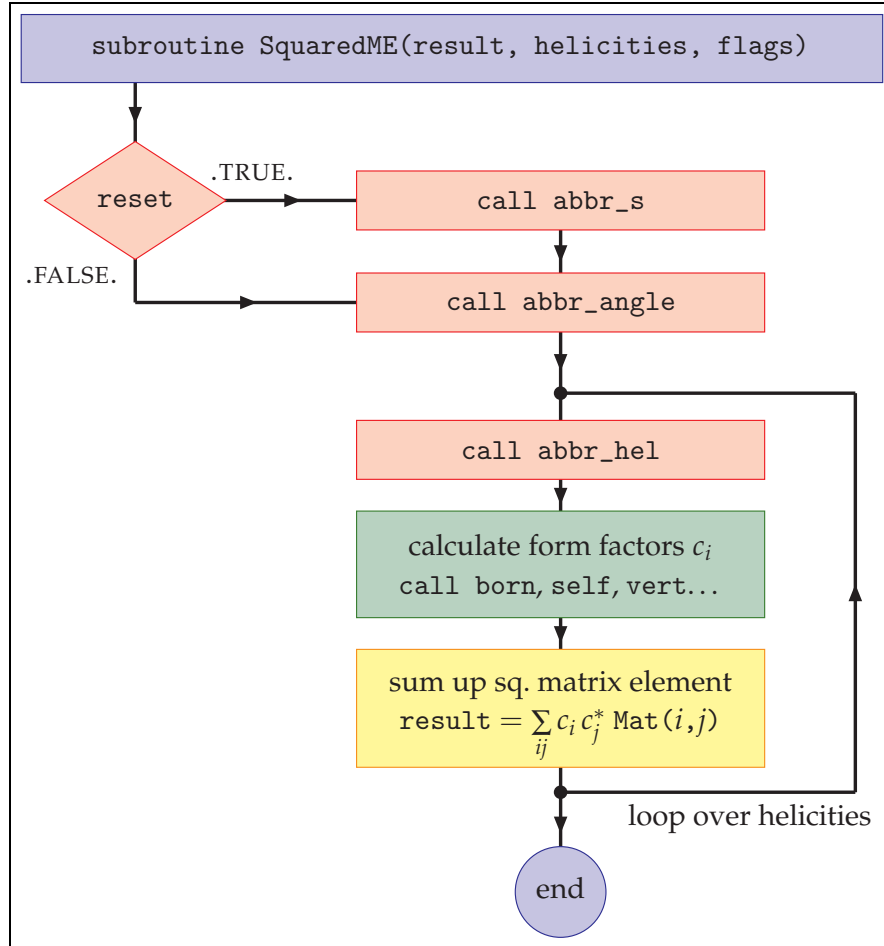 subroutine SquaredME(result, helicities, flags)
.TRUE.
reset
call abbr_s
.FALSE.
call abbr_angle
call abbr_hel
calculate form factors c_i
call born, self, vert...
sum up sq. matrix element
result = ∑_{ij} c_i c_j^* Mat(i,j)
loop over helicities
end